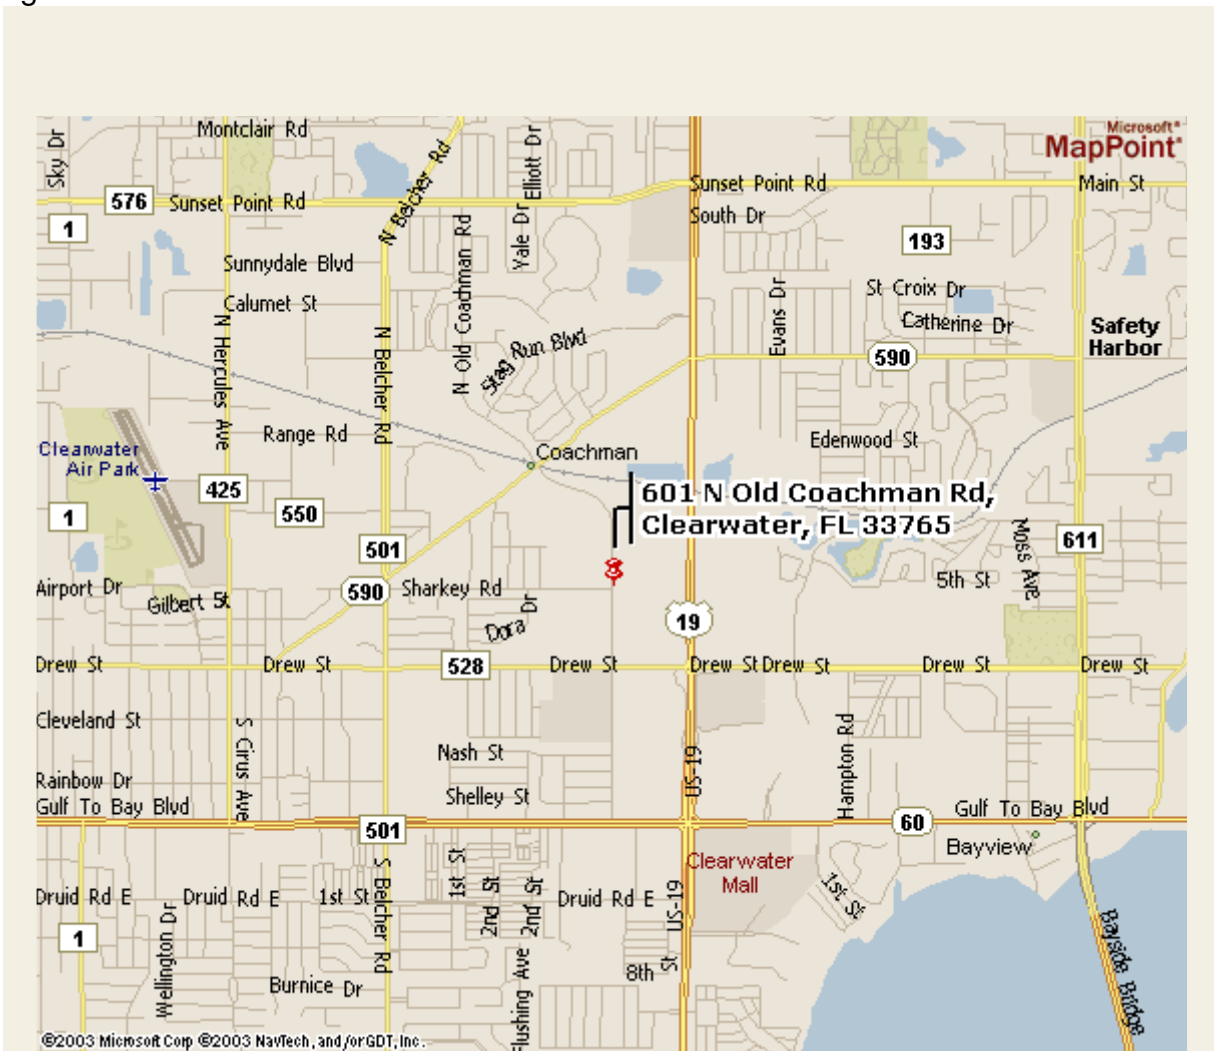 Montclair Rd
Sky Dr
N Belcher Rd
Elliott Dr
Microsoft®
MapPoint®
576
Sunset Point Rd
Sunset Point Rd
Main St
1
South Dr
Yale Dr
N Old Coachman Rd
193
Sunnydale Blvd
Calumet St
St Croix Dr
Catherine Dr
Evans Dr
Safety
Harbor
N Hercules Ave
N Belcher Rd
Stag Run Blvd
590
Range Rd
Edenwood St
Clearwater
Air Park
Coachman
425
550
1
601 N Old Coachman Rd,
Clearwater, FL 33765
501
611
Moss Ave
Airport Dr
Gilbert St
590
Sharkey Rd
5th St
Dora Dr
19
Drew St
Drew St
528
Drew St
Drew St
Drew St
Drew St
Drew St
Cleveland St
S Cirus Ave
Nash St
US-19
Hampton Rd
Rainbow Dr
Gulf To Bay Blvd
Shelley St
Gulf To Bay Blvd
501
60
Bayview
Clearwater
Mall
Druid Rd E
Druid Rd E
1st St
S Belcher Rd
1st St
2nd St
2nd St
Druid Rd E
US-19
1st St
1
Wellington Dr
Burnice Dr
Flushing Ave
8th St
Bayside Bridge
©2003 Microsoft Corp ©2003 NavTech, and/or GDT, Inc.